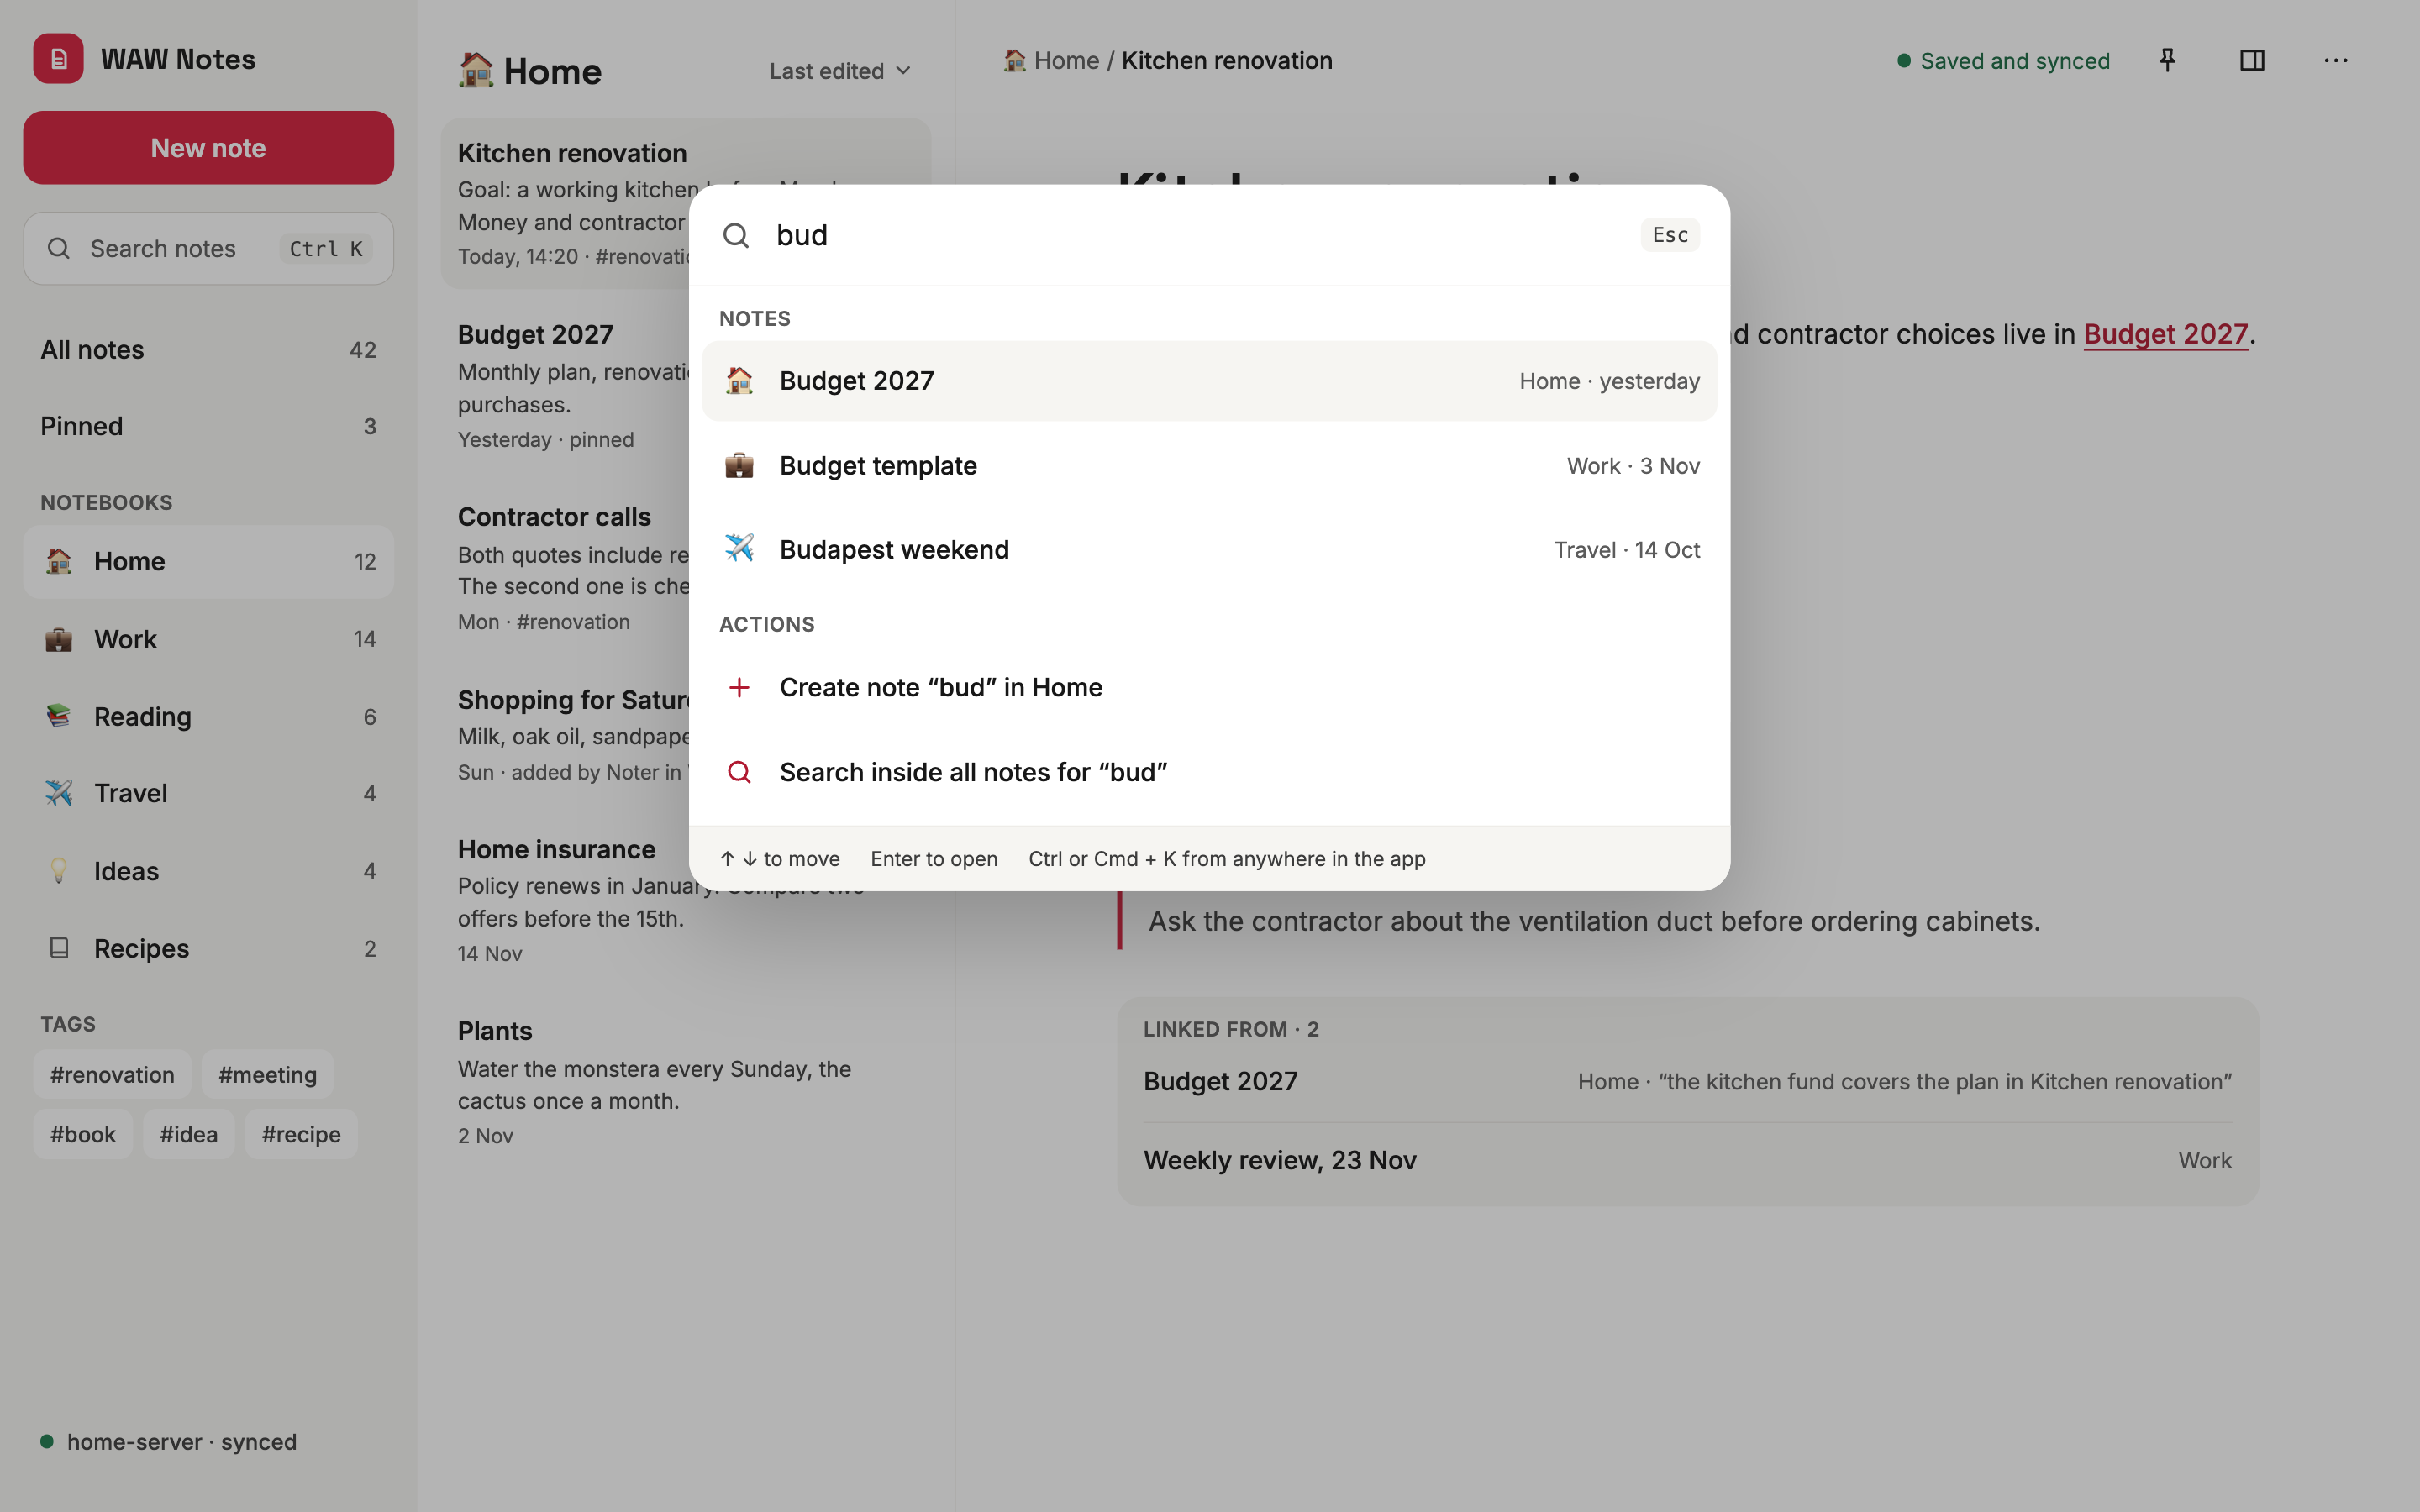 WAW Notes
New note
Search notes
Ctrl K
All notes 42
Pinned 3
NOTEBOOKS
Home 12
Work 14
Reading 6
Travel 4
Ideas 4
Recipes 2
TAGS
#renovation #meeting
#book #idea #recipe
home-server · synced
Home
Last edited
Kitchen renovation
Goal: a working kitchen
Money and contractor
Today, 14:20 ·
Budget 2027
Monthly plan,
purchases.
Yesterday · pinned
Contractor calls
Both quotes include
The second one is
Mon · #renovation
Shopping for
Milk, oak oil,
Sun · added by Noter in
Home insurance
Policy renews in January.
offers before the 15th.
14 Nov
Plants
Water the monstera every Sunday, the
cactus once a month.
2 Nov
Home / Kitchen renovation
Saved and synced
contractor choices live in Budget 2027.
bud
Esc
NOTES
Budget 2027 Home · yesterday
Budget template Work · 3 Nov
Budapest weekend Travel · 14 Oct
ACTIONS
Create note “bud” in Home
Search inside all notes for “bud”
↑ ↓ to move Enter to open Ctrl or Cmd + K from anywhere in the app
Ask the contractor about the ventilation duct before ordering cabinets.
LINKED FROM · 2
Budget 2027 Home · “the kitchen fund covers the plan in Kitchen renovation”
Weekly review, 23 Nov Work